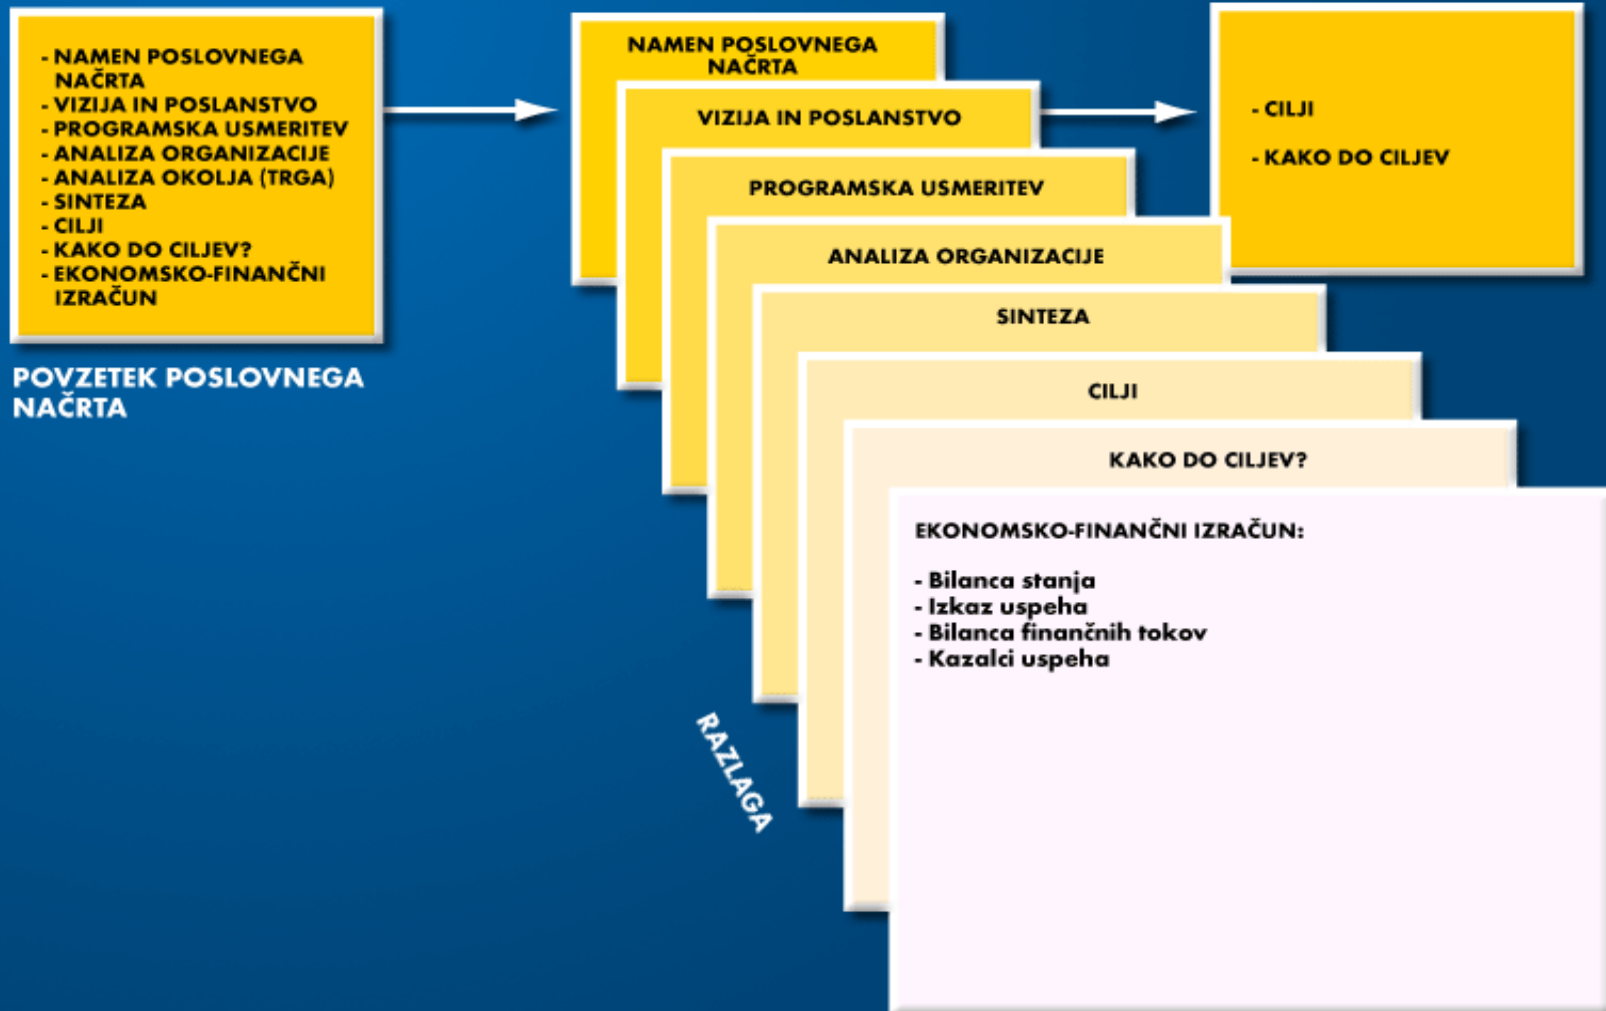 - NAMEN POSLOVNEGA
NAČRTA
- VIZIJA IN POSLANSTVO
- PROGRAMSKA USMERITEV
- ANALIZA ORGANIZACIJE
- ANALIZA OKOLJA (TRGA)
- SINTEZA
- CILJI
- KAKO DO CILJEV?
- EKONOMSKO-FINANČNI
IZRAČUN
POVZETEK POSLOVNEGA
NAČRTA
NAMEN POSLOVNEGA
NAČRTA
VIZIJA IN POSLANSTVO
PROGRAMSKA USMERITEV
ANALIZA ORGANIZACIJE
SINTEZA
CILJI
KAKO DO CILJEV?
EKONOMSKO-FINANČNI IZRAČUN:
- Bilanca stanja
- Izkaz uspeha
- Bilanca finančnih tokov
- Kazalci uspeha
RAZLAGA
- CILJI
- KAKO DO CILJEV